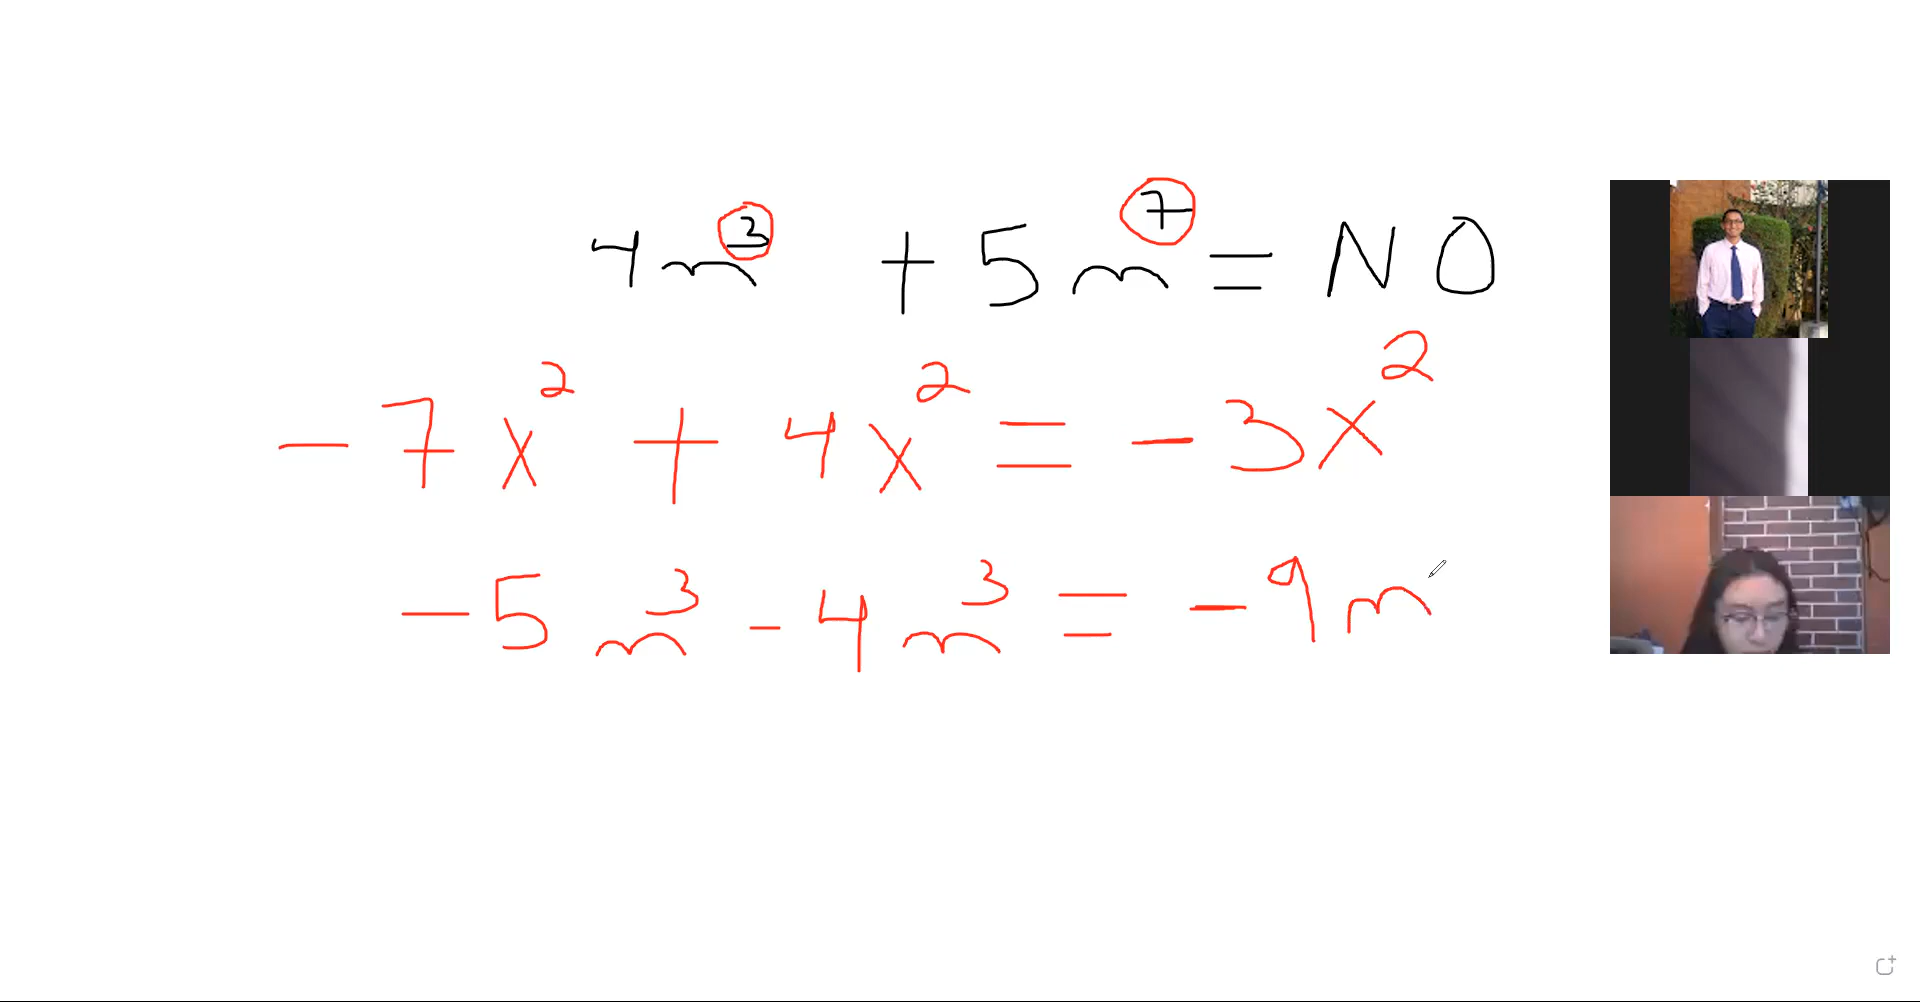 4m³ + 5m⁷ = NO
-7x² + 4x² = -3x²
-5m³ - 4m³ = -9m